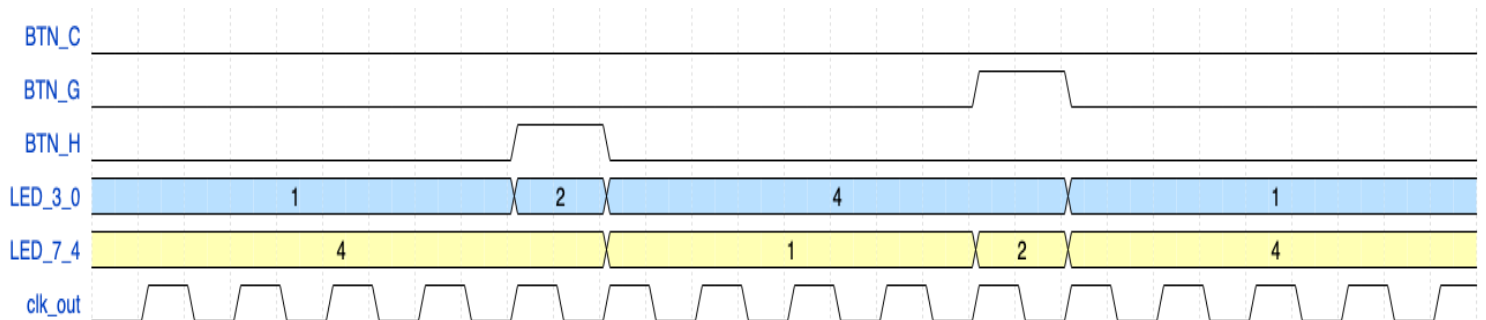 BTN_C
BTN_G
BTN_H
LED_3_0 1 2 4 1
LED_7_4 4 1 2 4
clk_out